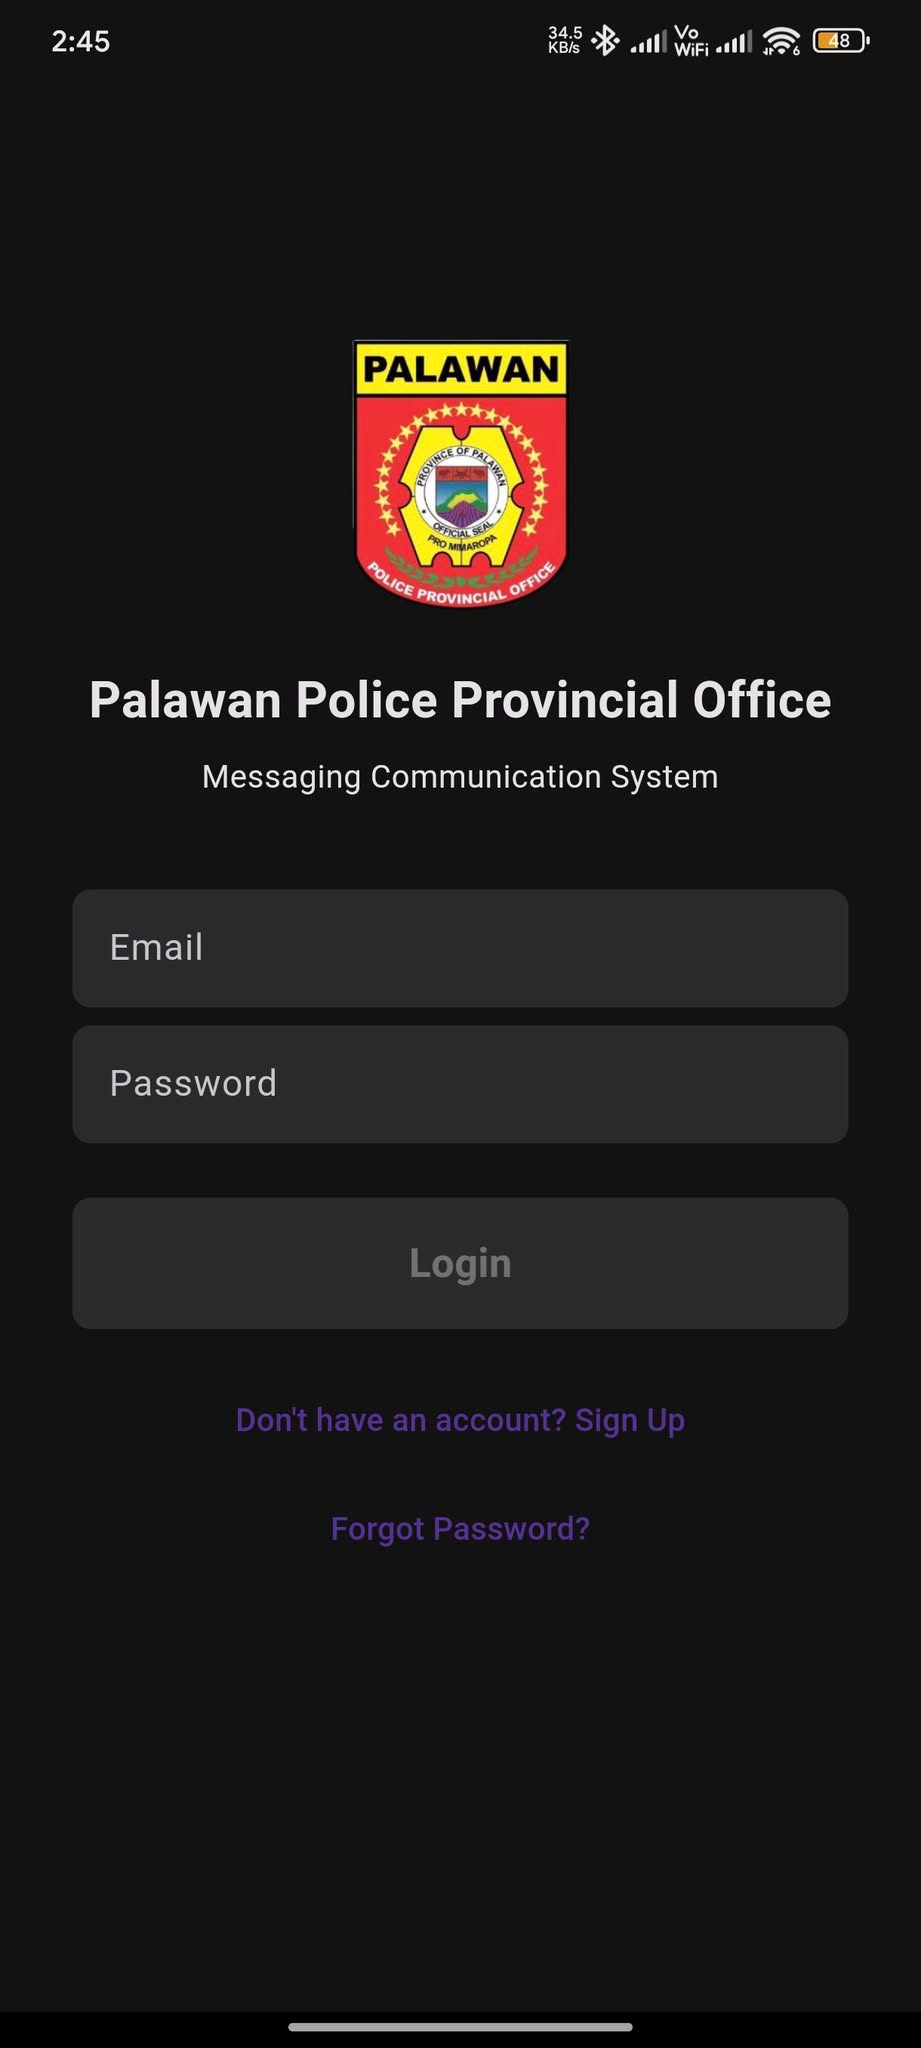 2:45
34.5
KB/s
Vo
WiFi
6
48
PALAWAN
PROVINCE OF PALAWAN
OFFICIAL SEAL
PRO MIMAROPA
POLICE PROVINCIAL OFFICE
Palawan Police Provincial Office
Messaging Communication System
Email
Password
Login
Don't have an account? Sign Up
Forgot Password?